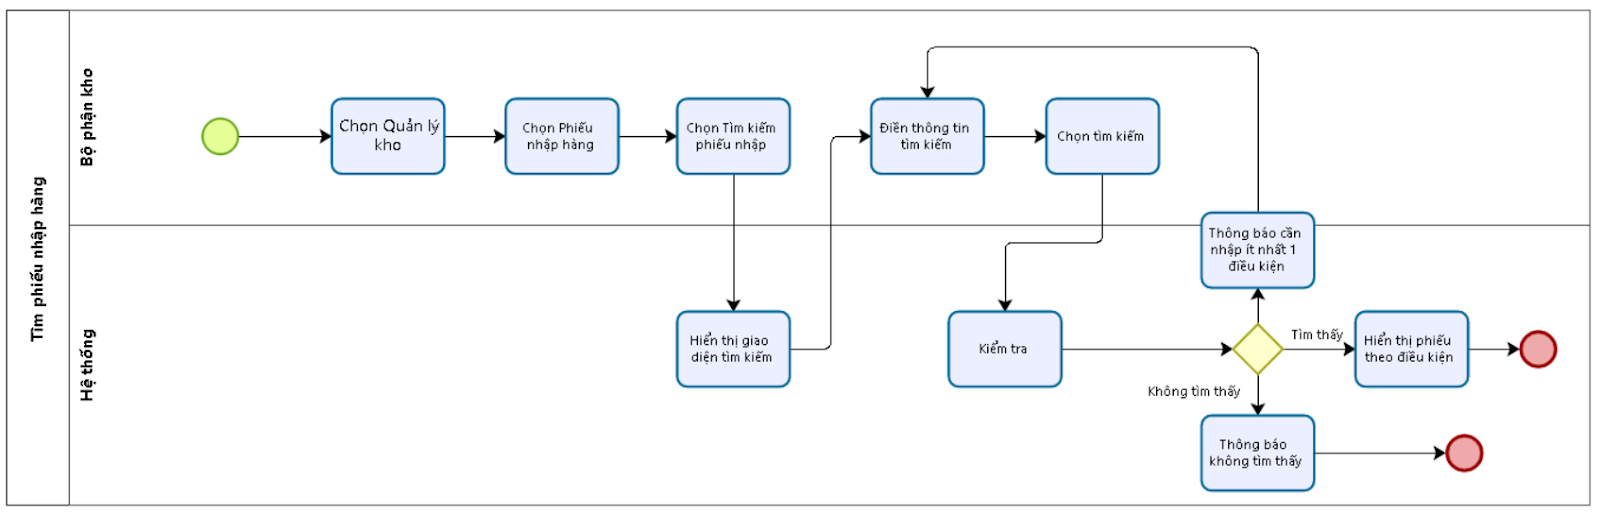 Tìm phiếu nhập hàng
Bộ phận kho
Chọn Quản lý
kho
Chọn Phiếu
nhập hàng
Chọn Tìm kiếm
phiếu nhập
Điền thông tin
tìm kiếm
Chọn tìm kiếm
Hệ thống
Thông báo cần
nhập ít nhất 1
điều kiện
Hiển thị giao
diện tìm kiếm
Kiểm tra
Tìm thấy
Hiển thị phiếu
theo điều kiện
Không tìm thấy
Thông báo
không tìm thấy